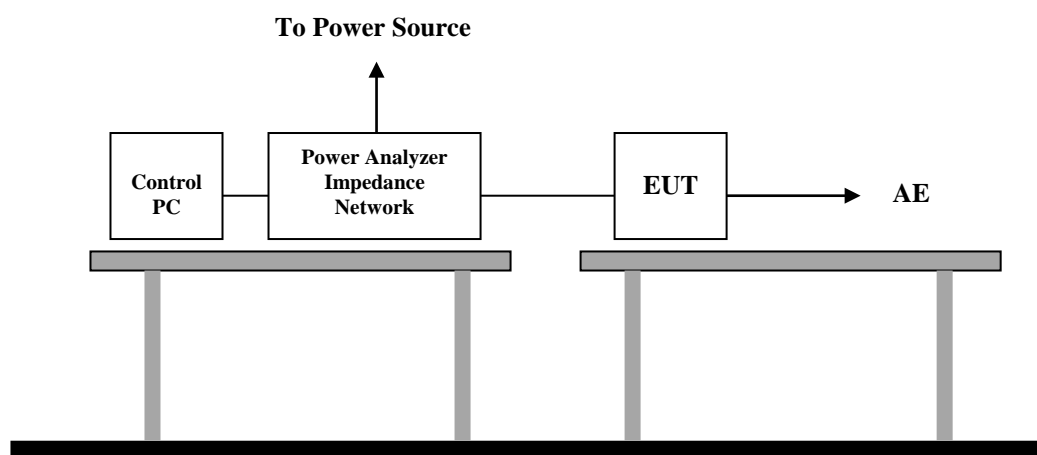 To Power Source
Control
PC
Power Analyzer
Impedance
Network
EUT
AE